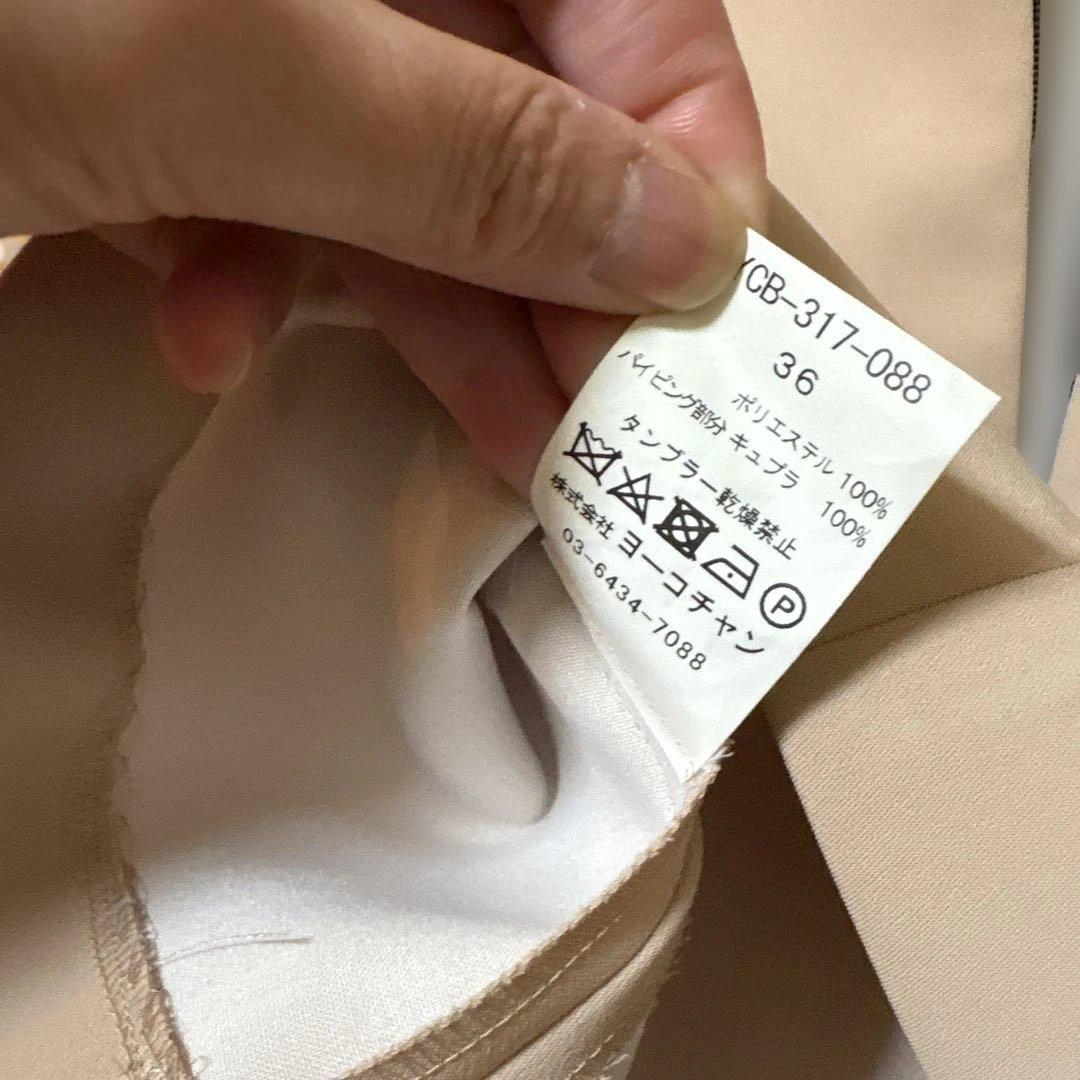 YCB-317-088
36
ポリエステル 100%
パイピング部分 キュプラ 100%
タンブラー乾燥禁止
P
株式会社 ヨーコチャン
03-6434-7088